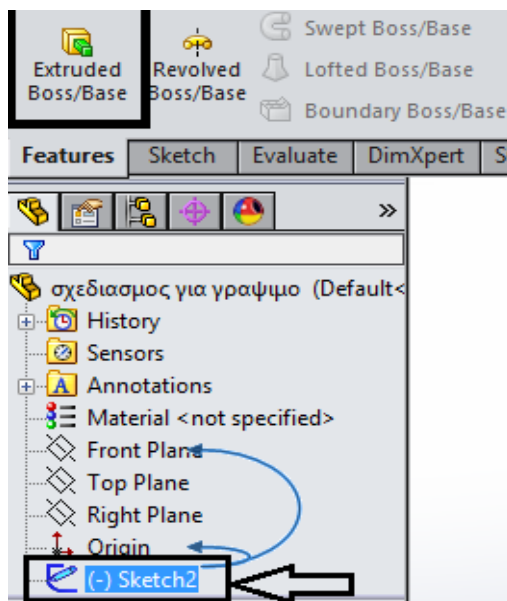 Extruded Boss/Base
Revolved Boss/Base
Swept Boss/Base
Lofted Boss/Base
Boundary Boss/Base
Features Sketch Evaluate DimXpert S
»
σχεδιασμος για γραψιμο (Default<
History
Sensors
A Annotations
Material <not specified>
Front Plane
Top Plane
Right Plane
Origin
(-) Sketch2